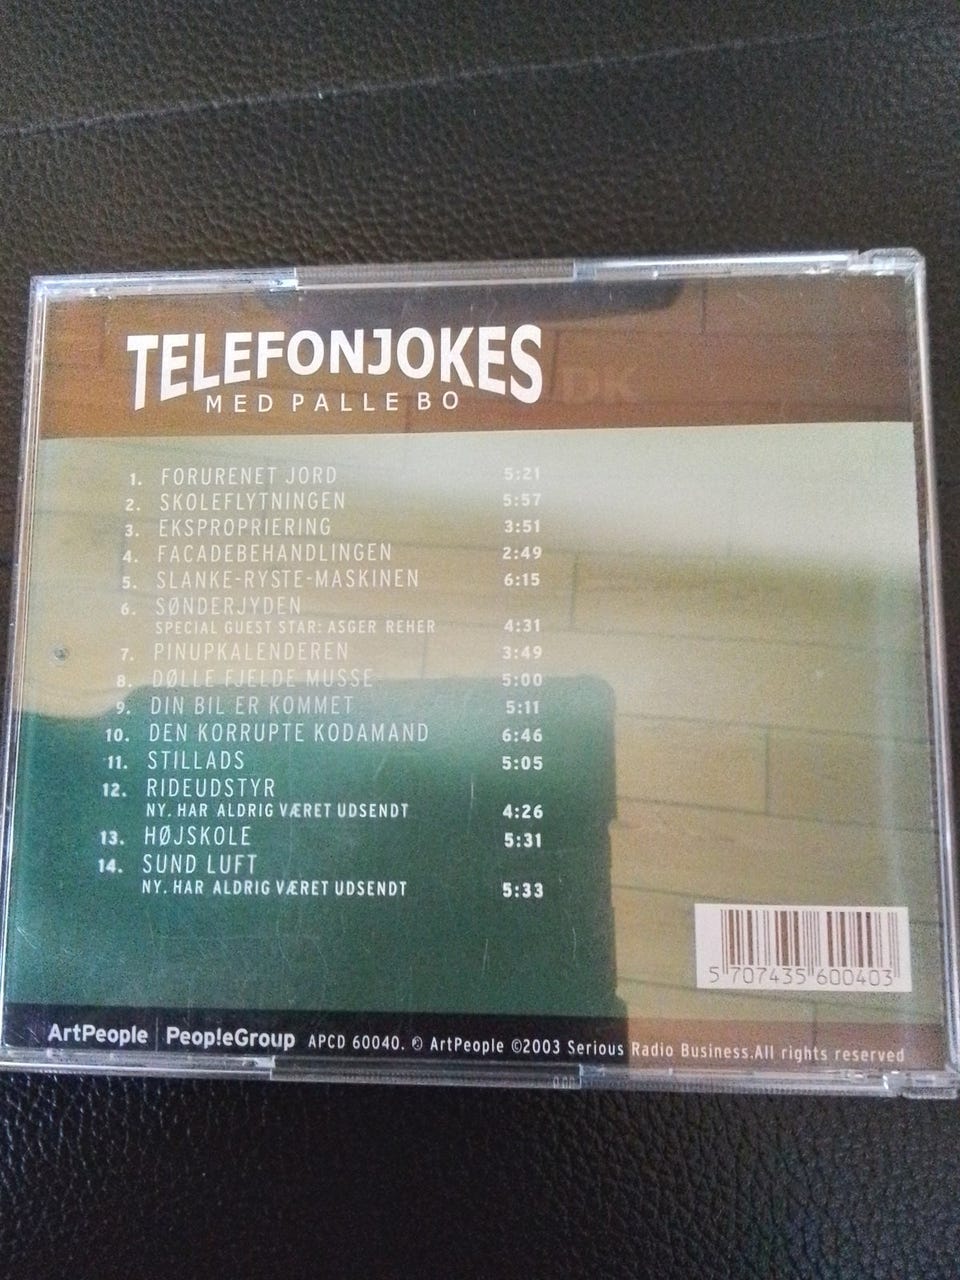 TELEFONJOKES
DK
MED PALLE BO
1. FORURENET JORD 5:21
2. SKOLEFLYTNINGEN 5:57
3. EKSPROPRIERING 3:51
4. FACADEBEHANDLINGEN 2:49
5. SLANKE-RYSTE-MASKINEN 6:15
6. SØNDERJYDEN
SPECIAL GUEST STAR: ASGER REHER 4:31
7. PINUPKALENDEREN 3:49
8. DØLLE FJELDE MUSSE 5:00
9. DIN BIL ER KOMMET 5:11
10. DEN KORRUPTE KODAMAND 6:46
11. STILLADS 5:05
12. RIDEUDSTYR
NY. HAR ALDRIG VÆRET UDSENDT 4:26
13. HØJSKOLE 5:31
14. SUND LUFT
NY. HAR ALDRIG VÆRET UDSENDT 5:33
5 707435 600403
ArtPeople | Peop!eGroup APCD 60040. ℗ ArtPeople ©2003 Serious Radio Business.All rights reserved